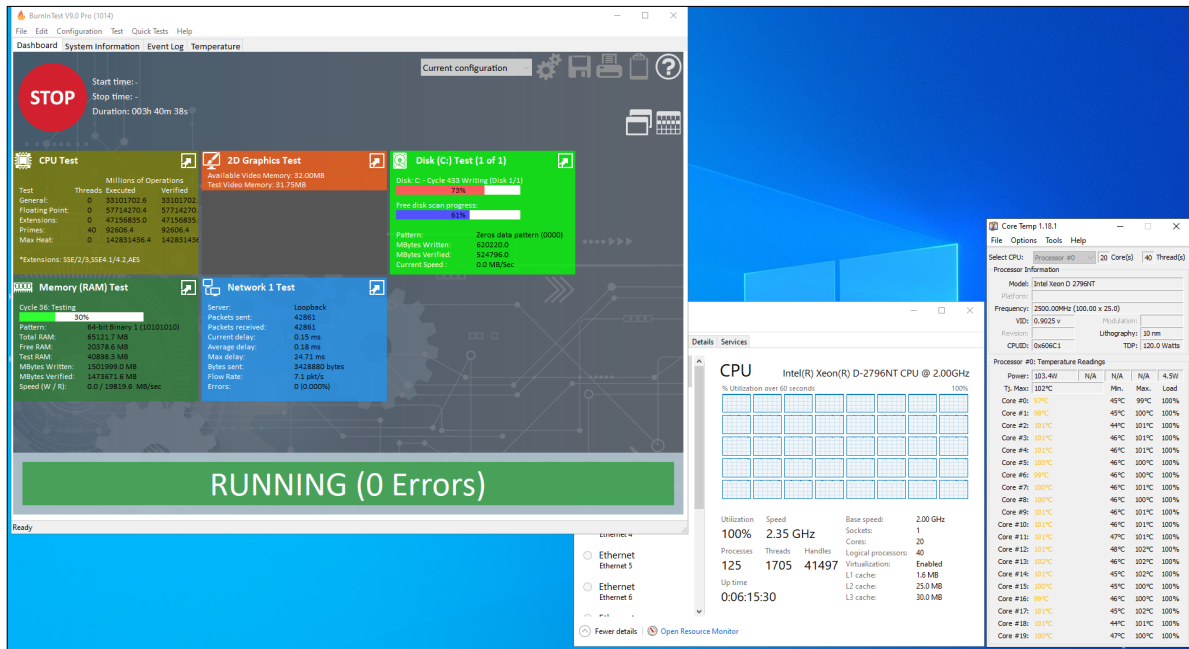 BurnInTest V9.0 Pro (1014)
File Edit Configuration Test Quick Tests Help
Dashboard System Information Event Log Temperature
Current configuration
STOP
Start time: -
Stop time: -
Duration: 003h 40m 38s
CPU Test
Millions of Operations
Test Threads Executed Verified
General: 0 33101702.6 33101702.
Floating Point: 0 57714270.4 57714270.
Extensions: 0 47156835.0 47156835.
Primes: 40 92606.4 92606.4
Max Heat: 0 142831436.4 142831436
*Extensions: SSE/2/3,SSE4.1/4.2,AES
2D Graphics Test
Available Video Memory: 32.00MB
Test Video Memory: 31.75MB
Disk (C:) Test (1 of 1)
Disk: C: - Cycle 433 Writing (Disk 1/1)
73%
Free disk scan progress:
61%
Pattern: Zeros data pattern (0000)
MBytes Written: 620220.0
MBytes Verified: 524796.0
Current Speed : 0.0 MB/Sec
Memory (RAM) Test
Cycle 36: Testing
30%
Pattern: 64-bit Binary 1 (10101010)
Total RAM: 65121.7 MB
Free RAM: 20378.6 MB
Test RAM: 40898.3 MB
MBytes Written: 1501999.0 MB
MBytes Verified: 1473671.6 MB
Speed (W / R): 0.0 / 19819.6 MB/sec
Network 1 Test
Server: Loopback
Packets sent: 42861
Packets received: 42861
Current delay: 0.15 ms
Average delay: 0.18 ms
Max delay: 24.71 ms
Bytes sent: 3428880 bytes
Flow Rate: 7.1 pkt/s
Errors: 0 (0.000%)
RUNNING (0 Errors)
Ready
Details Services
CPU Intel(R) Xeon(R) D-2796NT CPU @ 2.00GHz
% Utilization over 60 seconds 100%
Utilization Speed
100% 2.35 GHz
Processes Threads Handles
125 1705 41497
Up time
0:06:15:30
Base speed: 2.00 GHz
Sockets: 1
Cores: 20
Logical processors: 40
Virtualization: Enabled
L1 cache: 1.6 MB
L2 cache: 25.0 MB
L3 cache: 30.0 MB
Ethernet 4
Ethernet
Ethernet 5
Ethernet
Ethernet 6
Fewer details Open Resource Monitor
Core Temp 1.18.1
File Options Tools Help
Select CPU: Processor #0 20 Core(s) 40 Thread(s)
Processor Information
Model: Intel Xeon D 2796NT
Platform:
Frequency: 2500.00MHz (100.00 x 25.0)
VID: 0.9025 v Modulation:
Revision: Lithography: 10 nm
CPUID: 0x606C1 TDP: 120.0 Watts
Processor #0: Temperature Readings
Power: 103.4W N/A N/A N/A 4.5W
Tj. Max: 102°C Min. Max. Load
Core #0: 97°C 45°C 99°C 100%
Core #1: 98°C 45°C 100°C 100%
Core #2: 101°C 44°C 101°C 100%
Core #3: 101°C 46°C 101°C 100%
Core #4: 101°C 46°C 101°C 100%
Core #5: 100°C 46°C 100°C 100%
Core #6: 99°C 46°C 100°C 100%
Core #7: 100°C 46°C 101°C 100%
Core #8: 100°C 46°C 100°C 100%
Core #9: 101°C 46°C 101°C 100%
Core #10: 101°C 46°C 101°C 100%
Core #11: 101°C 47°C 101°C 100%
Core #12: 101°C 48°C 102°C 100%
Core #13: 102°C 46°C 102°C 100%
Core #14: 101°C 45°C 102°C 100%
Core #15: 100°C 45°C 100°C 100%
Core #16: 99°C 46°C 100°C 100%
Core #17: 101°C 45°C 102°C 100%
Core #18: 101°C 44°C 101°C 100%
Core #19: 100°C 47°C 100°C 100%